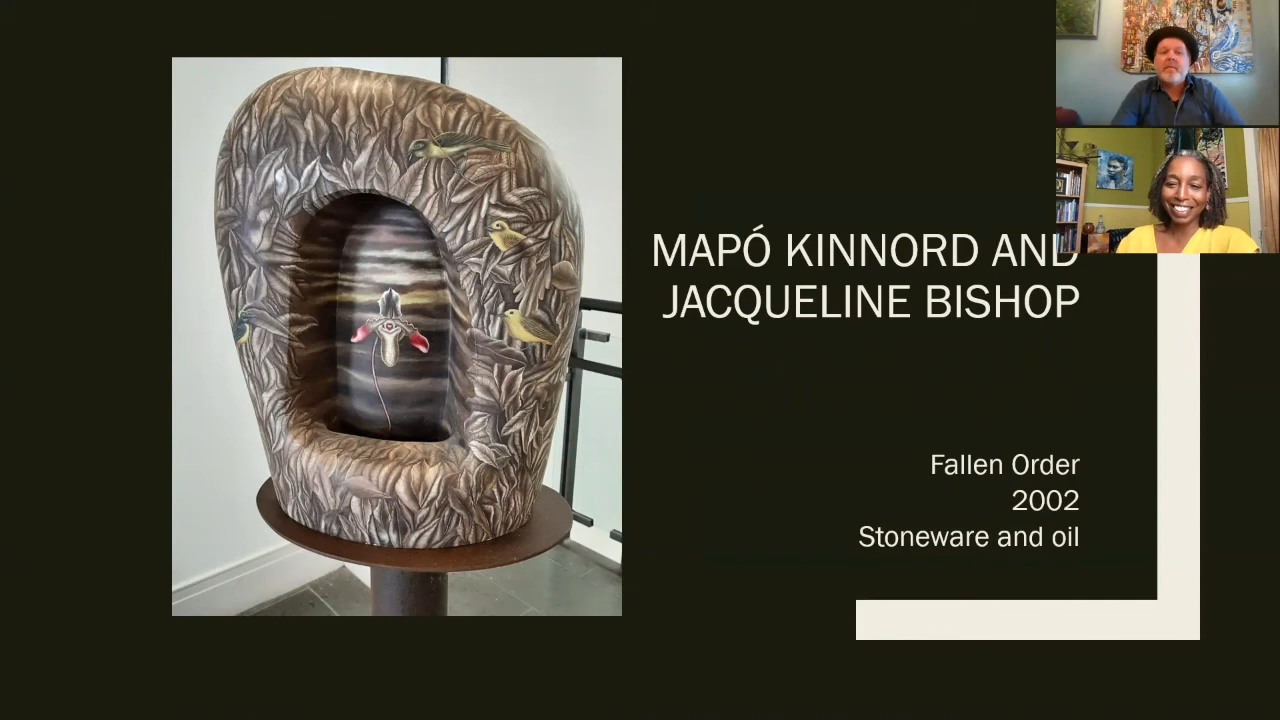 MAPÓ KINNORD AND
JACQUELINE BISHOP
Fallen Order
2002
Stoneware and oil